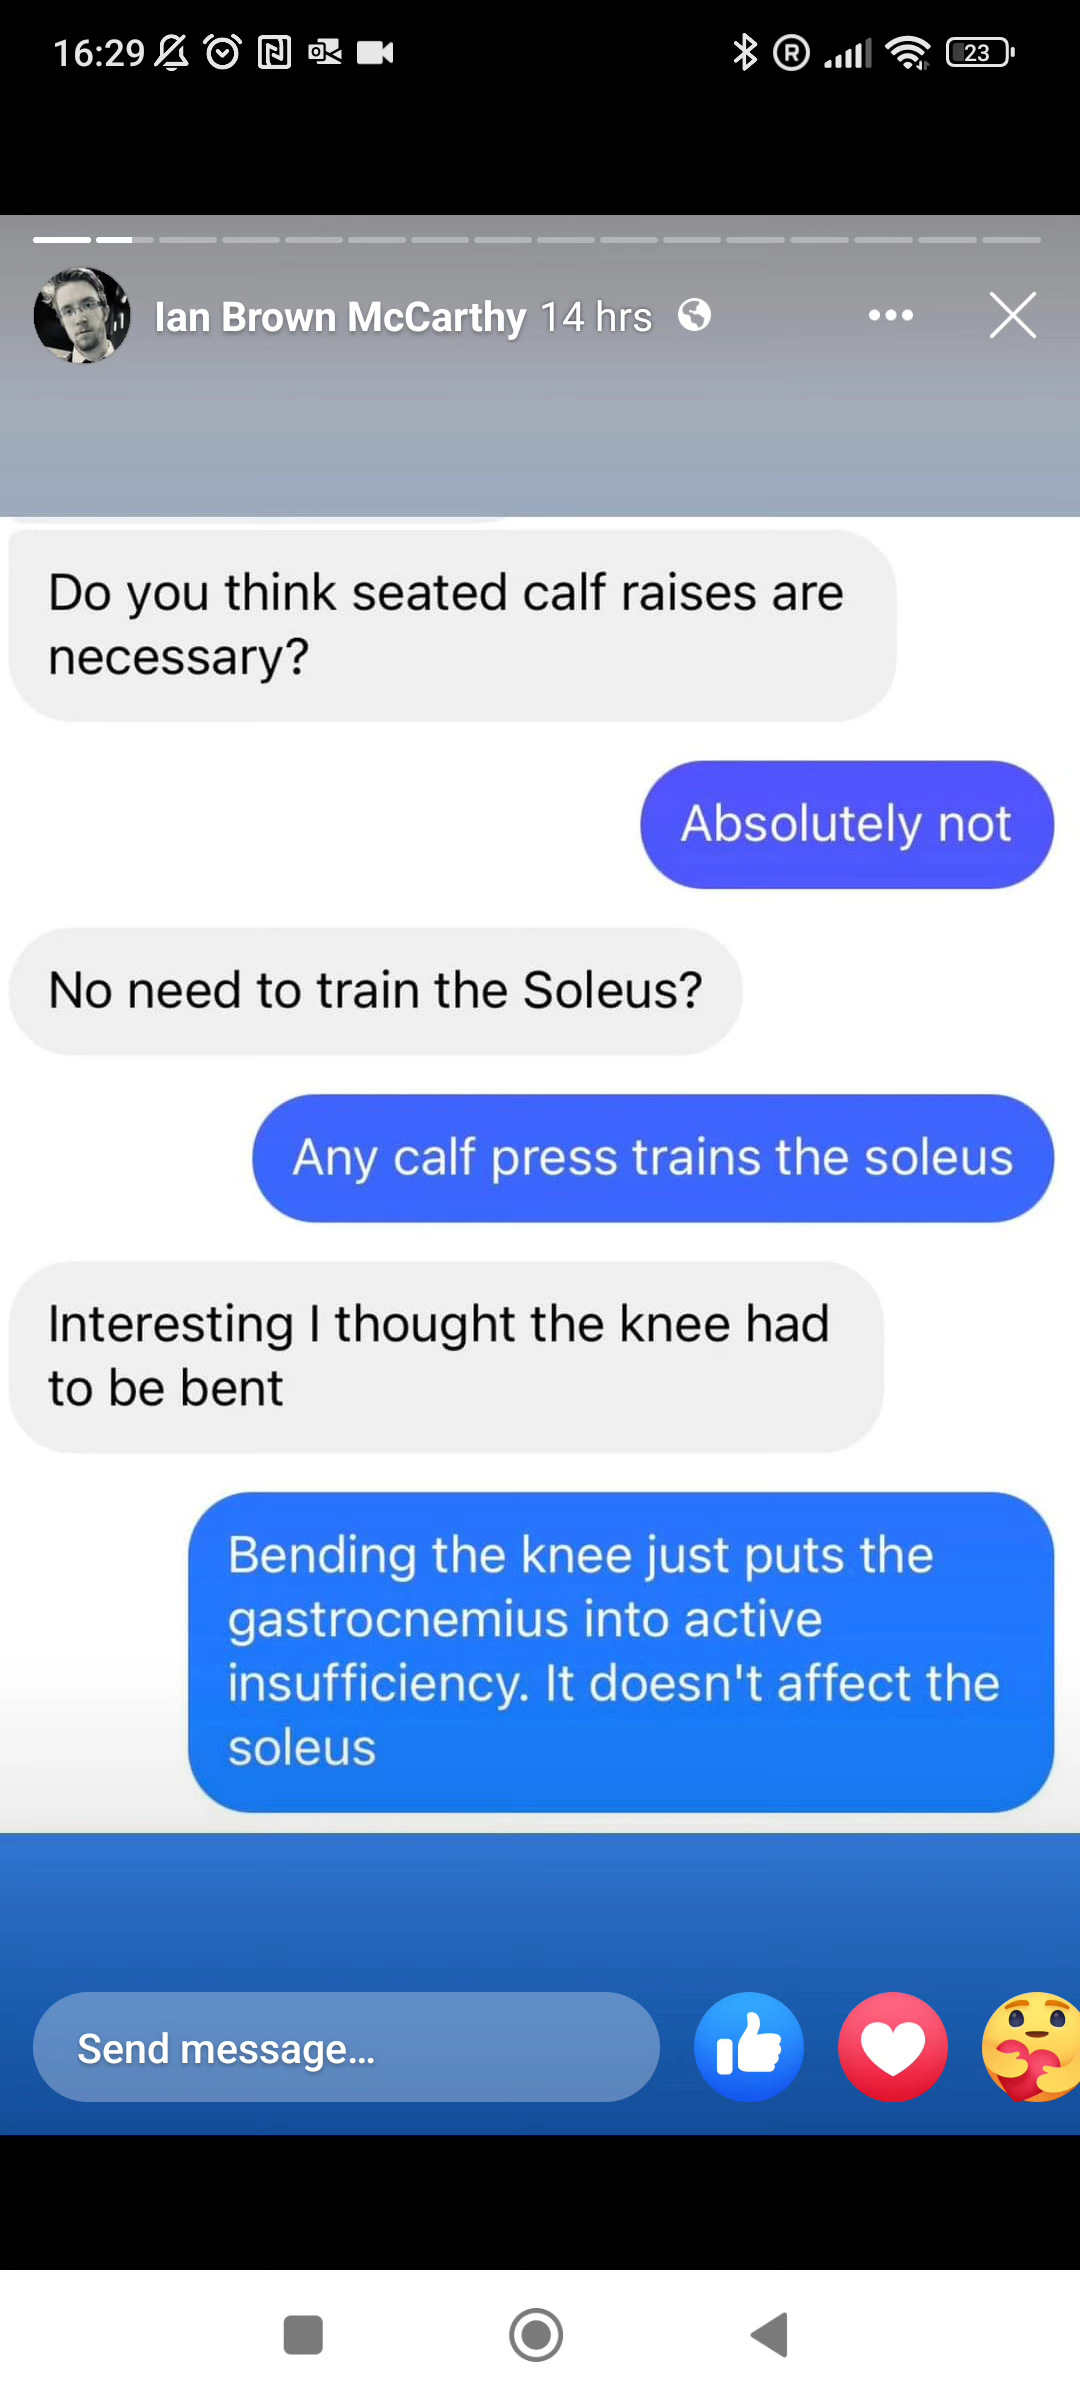 16:29
23
Ian Brown McCarthy 14 hrs
Do you think seated calf raises are
necessary?
Absolutely not
No need to train the Soleus?
Any calf press trains the soleus
Interesting I thought the knee had
to be bent
Bending the knee just puts the
gastrocnemius into active
insufficiency. It doesn't affect the
soleus
Send message...